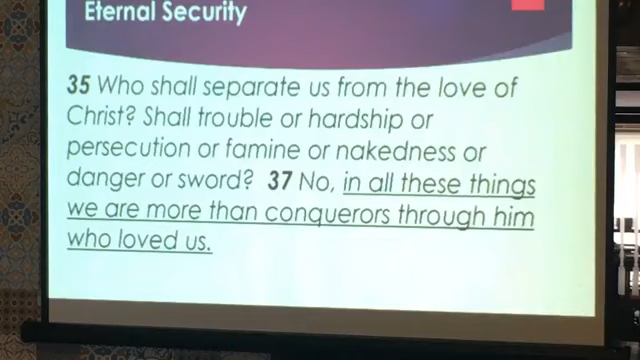 Eternal Security
35 Who shall separate us from the love of
Christ? Shall trouble or hardship or
persecution or famine or nakedness or
danger or sword? 37 No, in all these things
we are more than conquerors through him
who loved us.